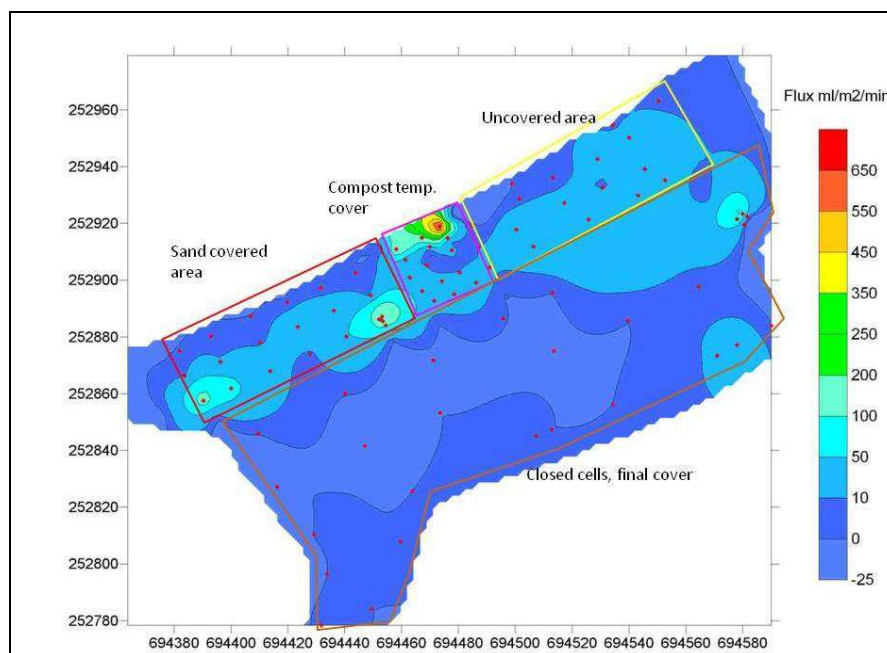 Flux ml/m2/min
252960
252940
252920
252900
252880
252860
252840
252820
252800
252780
Uncovered area
Compost temp.
cover
Sand covered
area
Closed cells, final cover
650
550
450
350
200
100
50
10
0
-25
694380 694400 694420 694440 694460 694480 694500 694520 694540 694560 694580